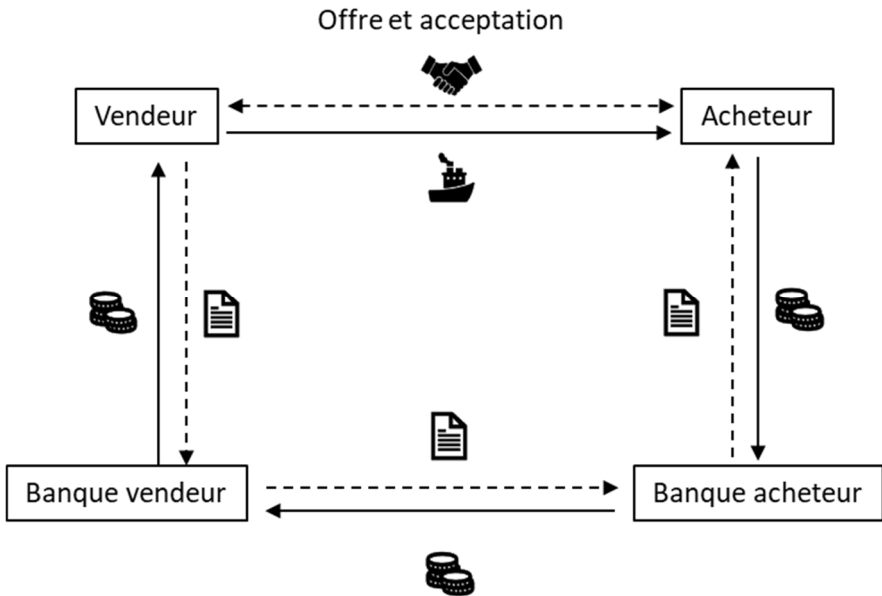 Offre et acceptation
Vendeur
Acheteur
Banque vendeur
Banque acheteur